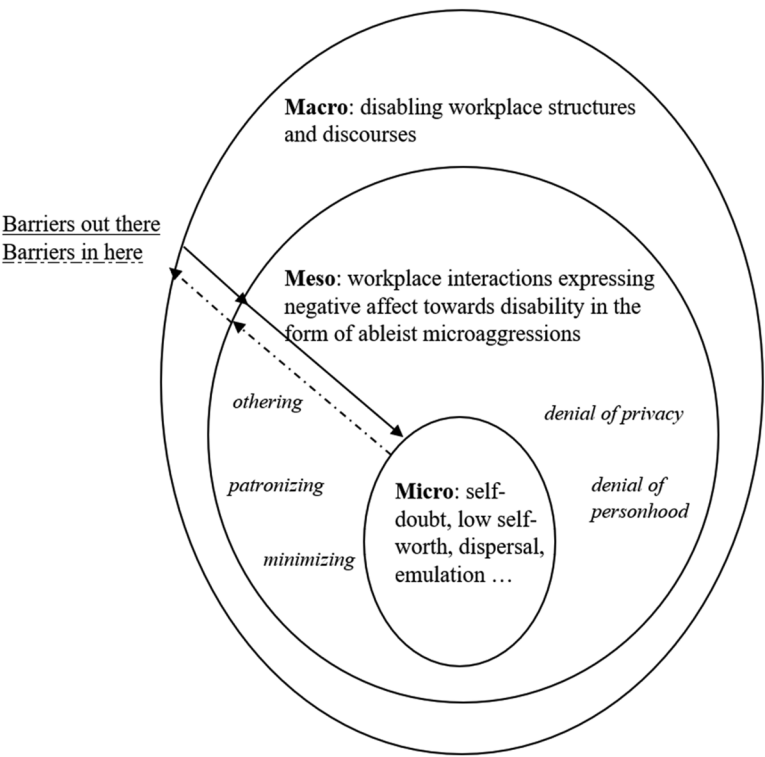 Macro: disabling workplace structures
and discourses
Barriers out there
Barriers in here
Meso: workplace interactions expressing
negative affect towards disability in the
form of ableist microaggressions
othering
denial of privacy
patronizing
denial of
personhood
minimizing
Micro: self-
doubt, low self-
worth, dispersal,
emulation …